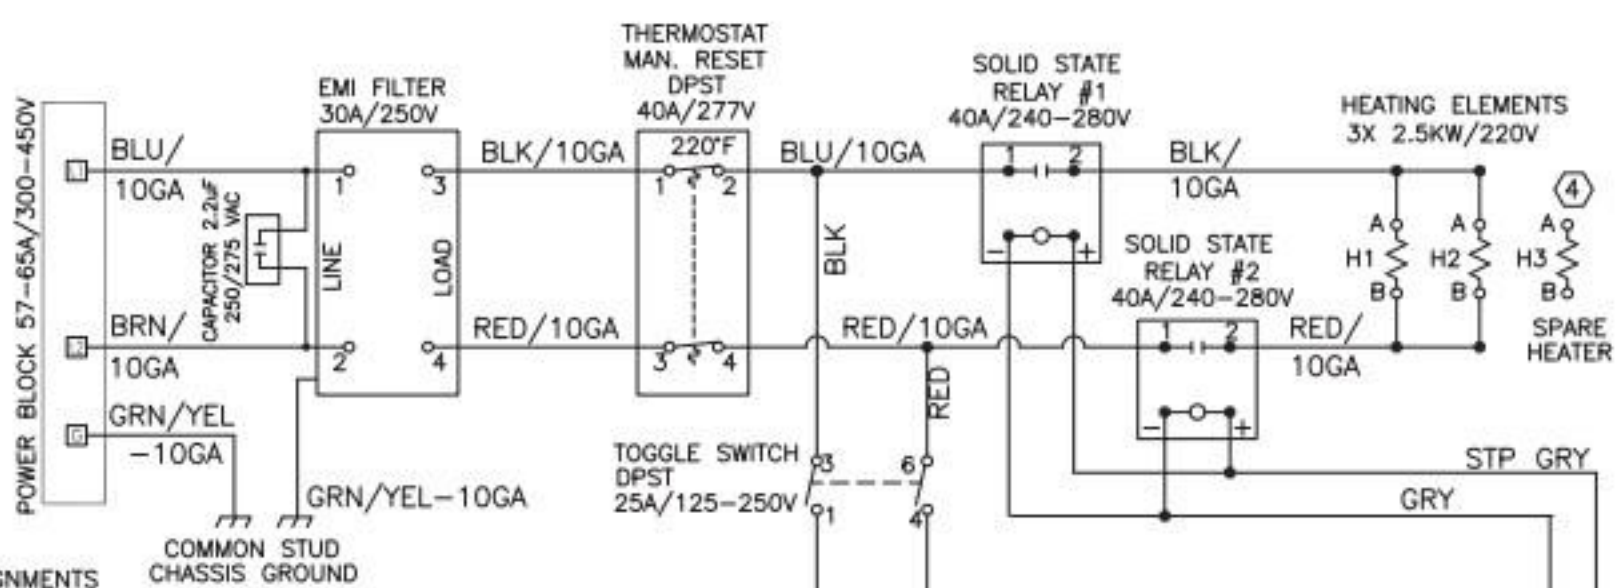 POWER BLOCK 57-65A/300-450V
L1
BLU/
10GA
L2
BRN/
10GA
G
GRN/YEL
-10GA
CAPACITOR 2.2uF
250/275 VAC
EMI FILTER
30A/250V
1
3
LINE
LOAD
2
4
GRN/YEL-10GA
COMMON STUD
CHASSIS GROUND
GNMENTS
BLK/10GA
RED/10GA
THERMOSTAT
MAN. RESET
DPST
40A/277V
220°F
1
2
3
4
BLU/10GA
BLK
RED/10GA
RED
TOGGLE SWITCH
DPST
25A/125-250V
3
6
1
4
SOLID STATE
RELAY #1
40A/240-280V
1
2
-
+
BLK/
10GA
SOLID STATE
RELAY #2
40A/240-280V
1
2
-
+
RED/
10GA
HEATING ELEMENTS
3X 2.5KW/220V
4
A
A
A
H1
H2
H3
B
B
B
SPARE
HEATER
STP GRY
GRY